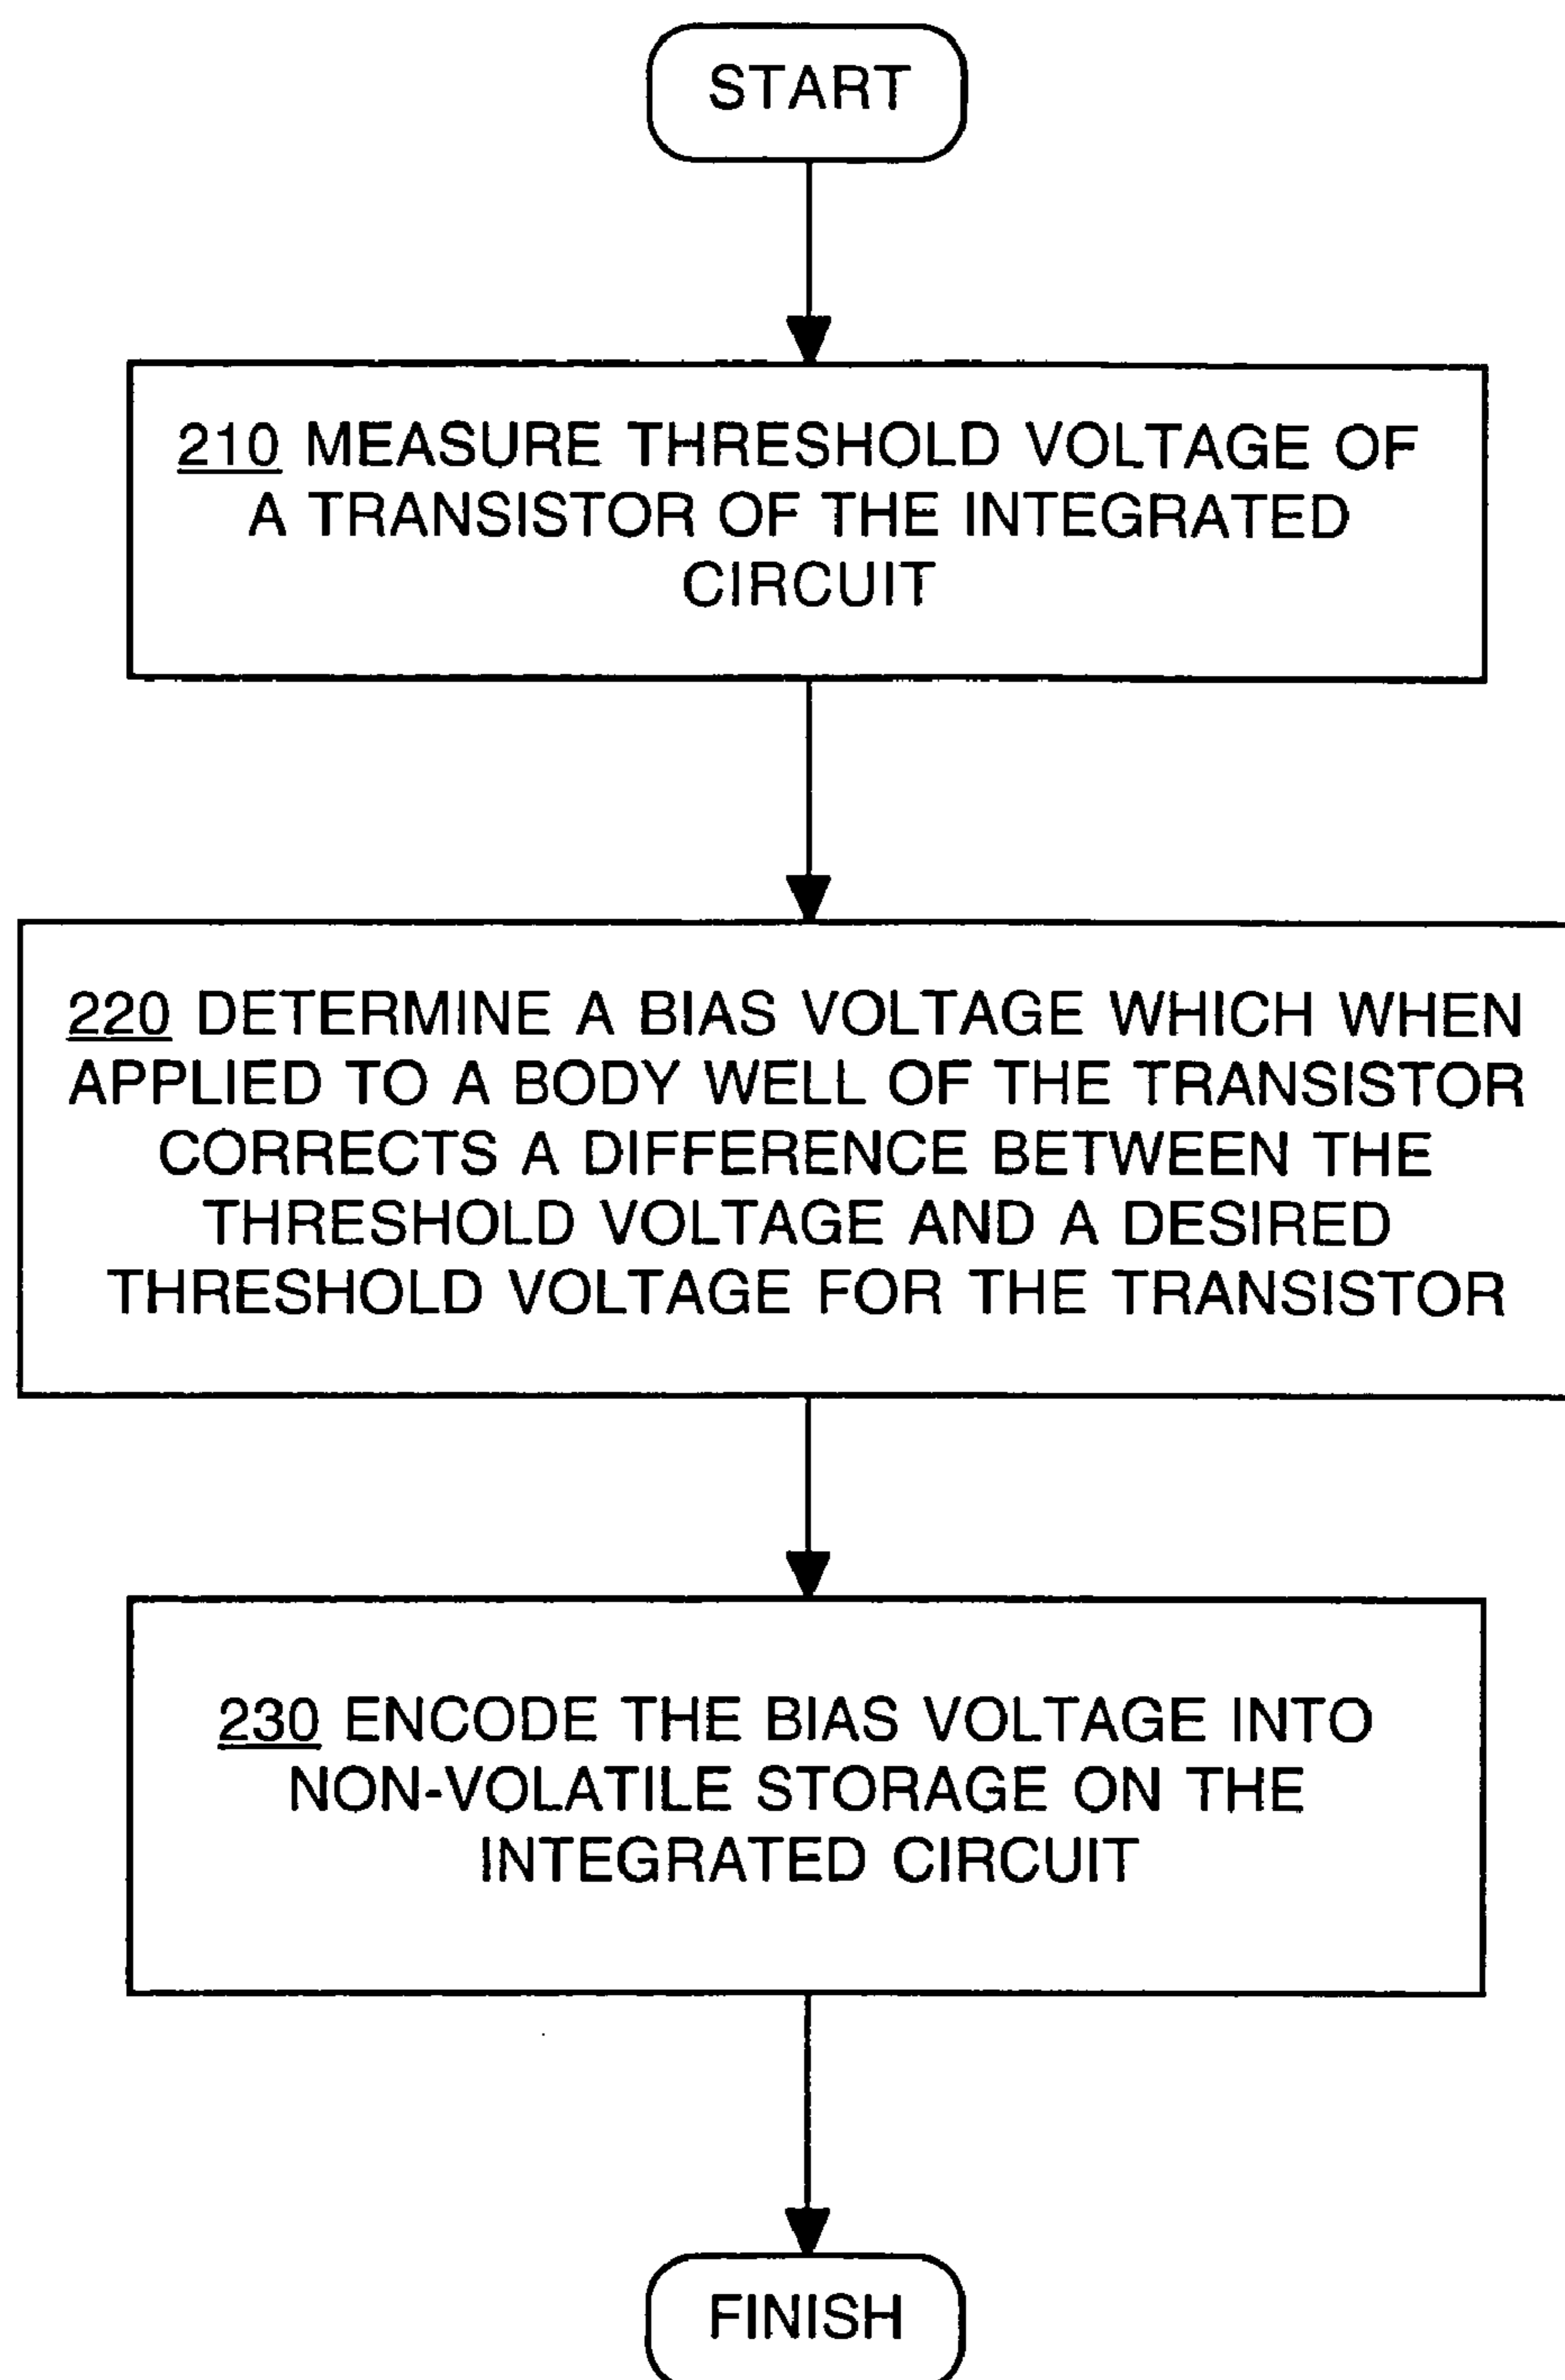 START
210 MEASURE THRESHOLD VOLTAGE OF
A TRANSISTOR OF THE INTEGRATED
CIRCUIT
220 DETERMINE A BIAS VOLTAGE WHICH WHEN
APPLIED TO A BODY WELL OF THE TRANSISTOR
CORRECTS A DIFFERENCE BETWEEN THE
THRESHOLD VOLTAGE AND A DESIRED
THRESHOLD VOLTAGE FOR THE TRANSISTOR
230 ENCODE THE BIAS VOLTAGE INTO
NON-VOLATILE STORAGE ON THE
INTEGRATED CIRCUIT
FINISH